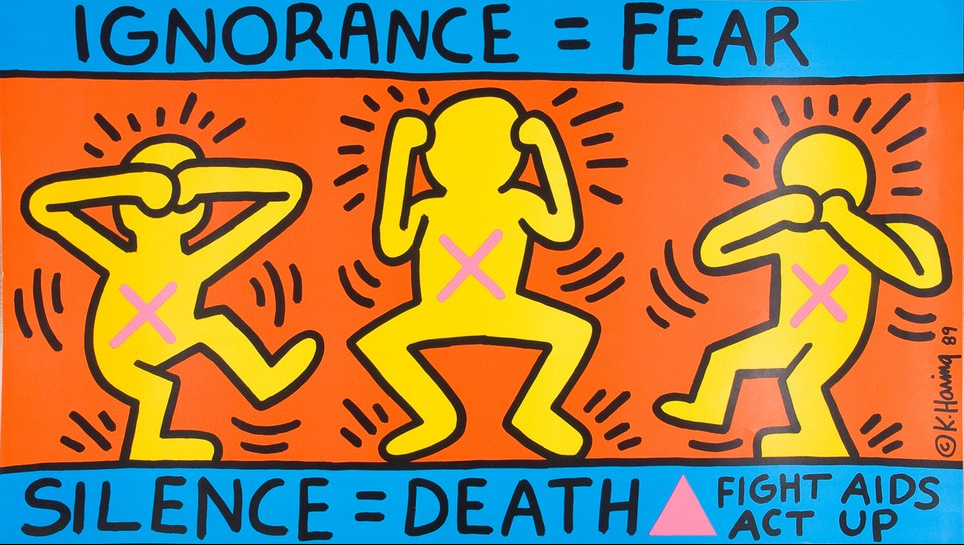 IGNORANCE = FEAR
© K. Haring 89
SILENCE = DEATH
FIGHT AIDS
ACT UP